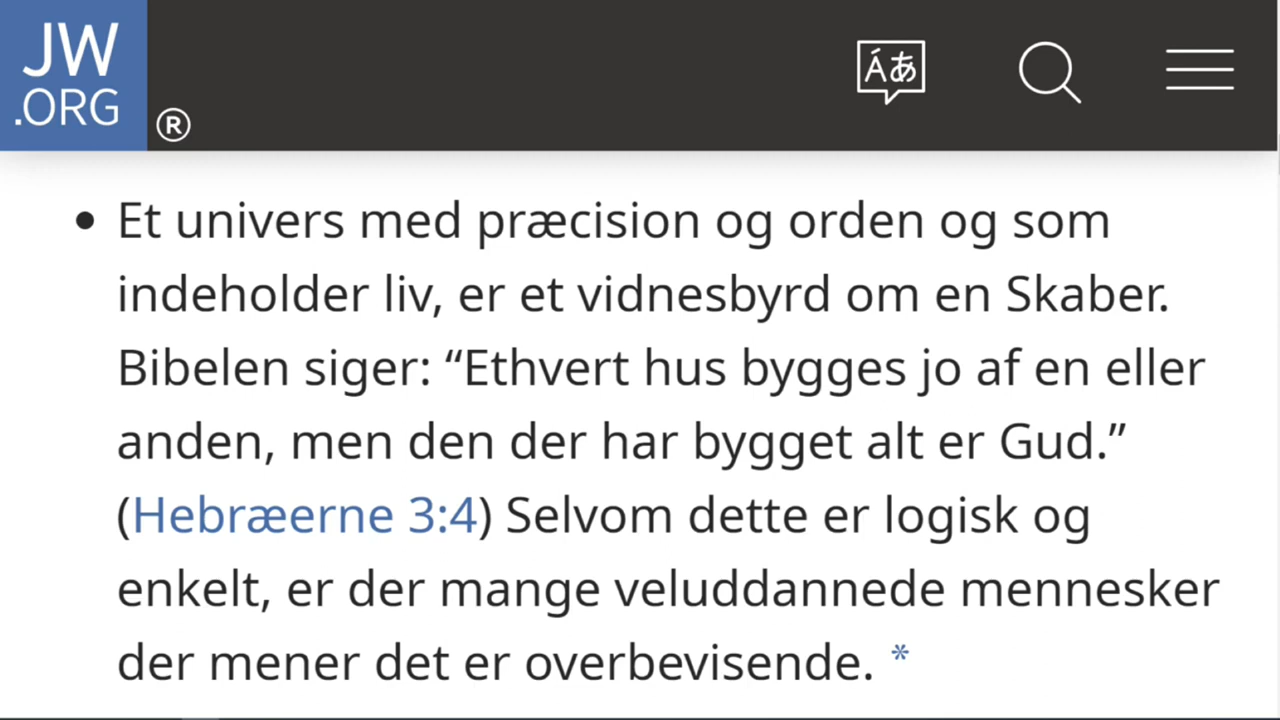 JW
.ORG
®
Áあ
• Et univers med præcision og orden og som
indeholder liv, er et vidnesbyrd om en Skaber.
Bibelen siger: “Ethvert hus bygges jo af en eller
anden, men den der har bygget alt er Gud.”
(Hebræerne 3:4) Selvom dette er logisk og
enkelt, er der mange veluddannede mennesker
der mener det er overbevisende. *